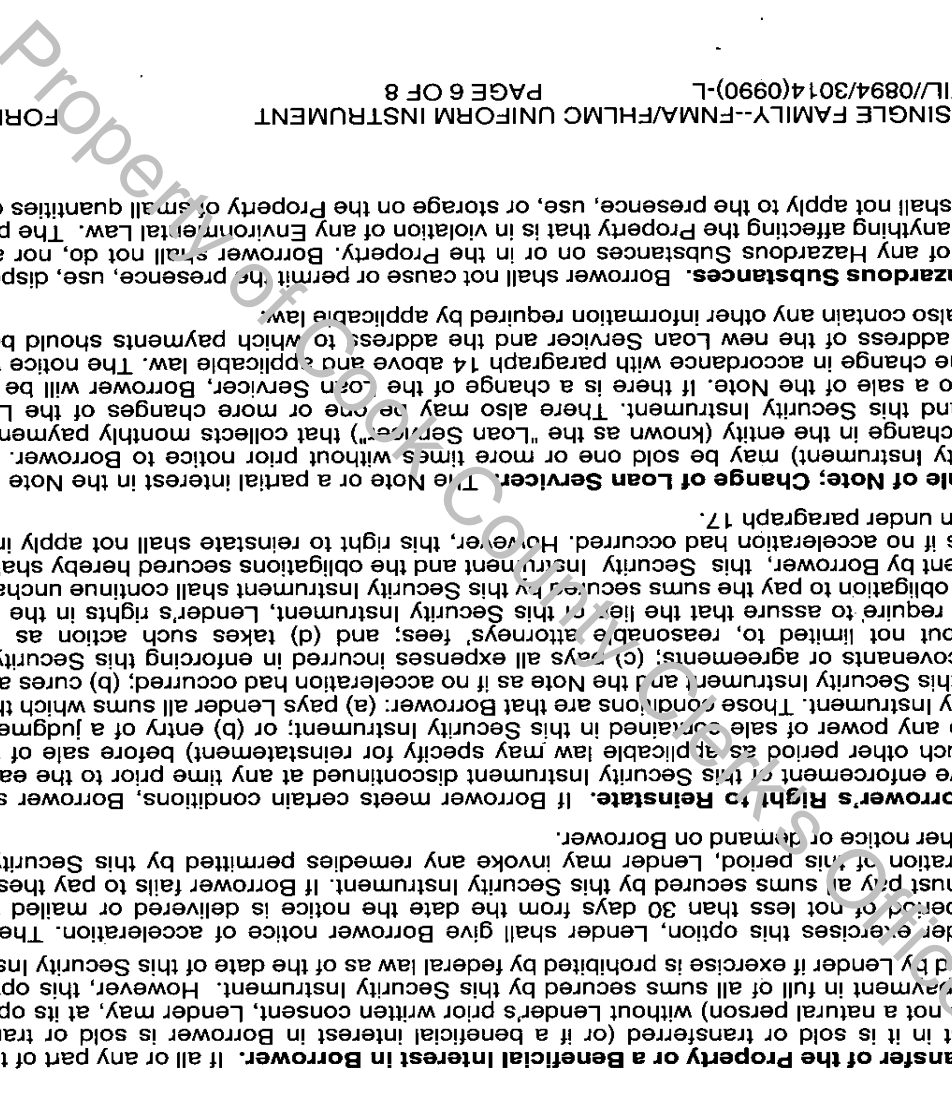 ansfer of the Property or a Beneficial Interest in Borrower. If all or any part of t
t in it is sold or transferred (or if a beneficial interest in Borrower is sold or tran
not a natural person) without Lender's prior written consent, Lender may, at its op
payment in full of all sums secured by this Security Instrument. However, this op
d by Lender if exercise is prohibited by federal law as of the date of this Security Ins
der exercises this option, Lender shall give Borrower notice of acceleration. The
period of not less than 30 days from the date the notice is delivered or mailed
must pay all sums secured by this Security Instrument. If Borrower fails to pay thes
ration of this period, Lender may invoke any remedies permitted by this Security
her notice or demand on Borrower.
orrower's Right to Reinstate. If Borrower meets certain conditions, Borrower s
ve enforcement of this Security Instrument discontinued at any time prior to the ea
uch other period as applicable law may specify for reinstatement) before sale of
o any power of sale contained in this Security Instrument; or (b) entry of a judgme
y Instrument. Those conditions are that Borrower: (a) pays Lender all sums which th
his Security Instrument and the Note as if no acceleration had occurred; (b) cures a
covenants or agreements; (c) pays all expenses incurred in enforcing this Security
out not limited to, reasonable attorneys' fees; and (d) takes such action as
require to assure that the lien of this Security Instrument, Lender's rights in the
obligation to pay the sums secured by this Security Instrument shall continue uncha
ent by Borrower, this Security Instrument and the obligations secured hereby shal
s if no acceleration had occurred. However, this right to reinstate shall not apply in
n under paragraph 17.
le of Note; Change of Loan Servicer. The Note or a partial interest in the Note
ty Instrument) may be sold one or more times without prior notice to Borrower.
change in the entity (known as the "Loan Servicer") that collects monthly paymen
nd this Security Instrument. There also may be one or more changes of the L
o a sale of the Note. If there is a change of the Loan Servicer, Borrower will be
e change in accordance with paragraph 14 above and applicable law. The notice
address of the new Loan Servicer and the address to which payments should b
also contain any other information required by applicable law.
azardous Substances. Borrower shall not cause or permit the presence, use, disp
of any Hazardous Substances on or in the Property. Borrower shall not do, nor a
anything affecting the Property that is in violation of any Environmental Law. The p
shall not apply to the presence, use, or storage on the Property of small quantities
SINGLE FAMILY--FNMA/FHLMC UNIFORM INSTRUMENT FOR
IL//0894/3014(0990)-L PAGE 6 OF 8
Property of Cook County Clerk's Office